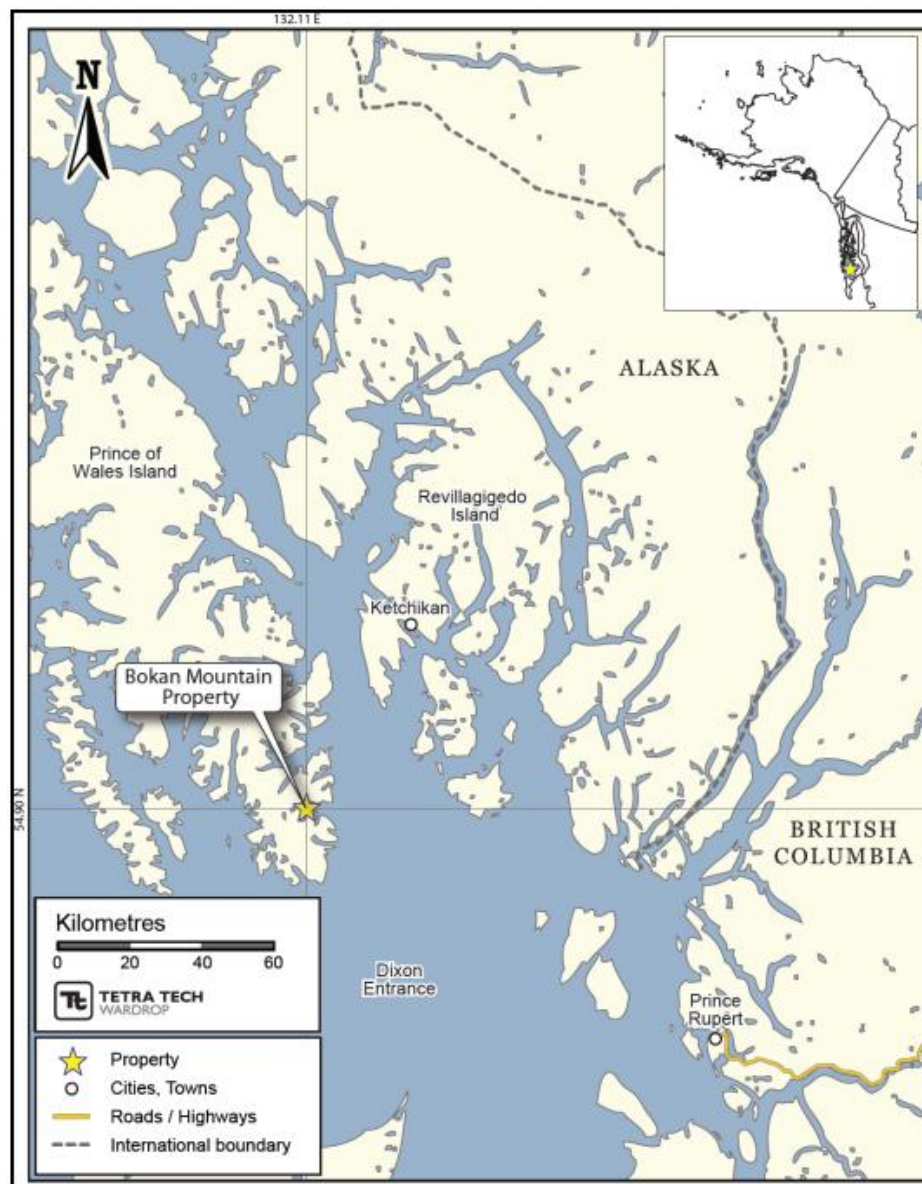 132.11 E
N
ALASKA
Prince of
Wales Island
Revillagigedo
Island
Ketchikan
Bokan Mountain
Property
54.90 N
BRITISH
COLUMBIA
Kilometres
0 20 40 60
Tt TETRA TECH
WARDROP
Dixon
Entrance
Prince
Rupert
Property
Cities, Towns
Roads / Highways
International boundary